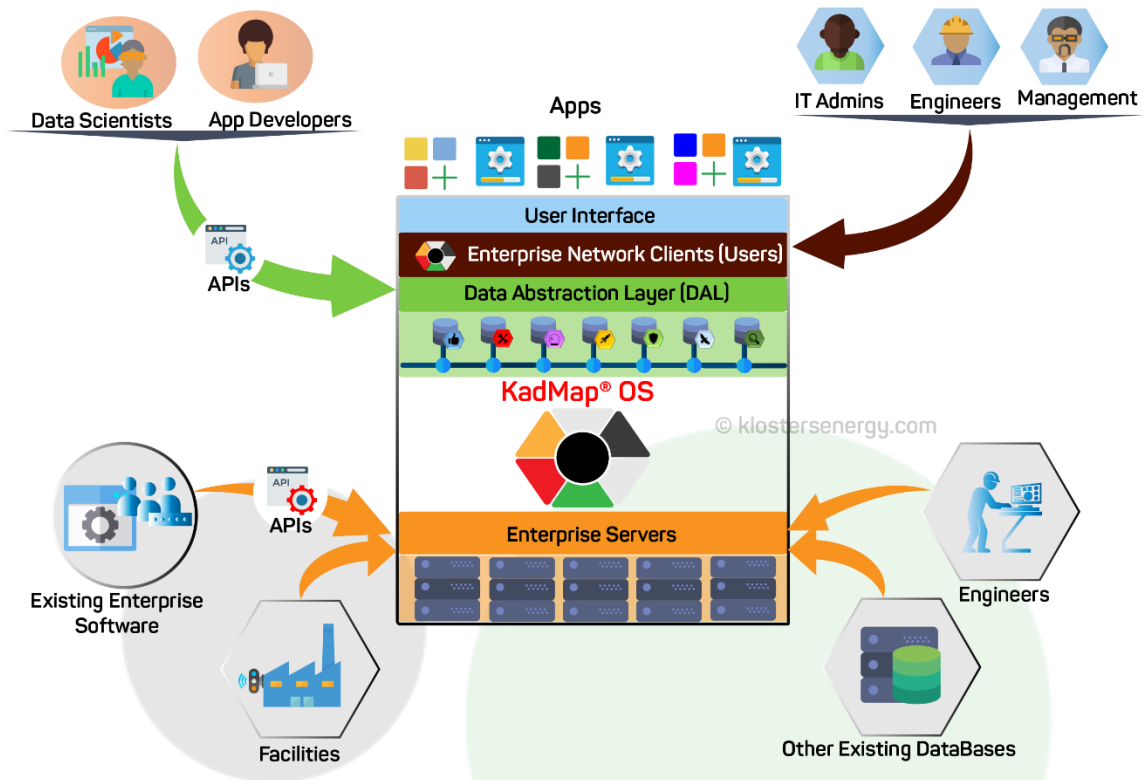 Data Scientists
App Developers
IT Admins
Engineers
Management
Apps
User Interface
Enterprise Network Clients (Users)
API
APIs
Data Abstraction Layer (DAL)
KadMap® OS
© klostersenergy.com
API
APIs
Enterprise Servers
Existing Enterprise
Software
Engineers
Facilities
Other Existing DataBases